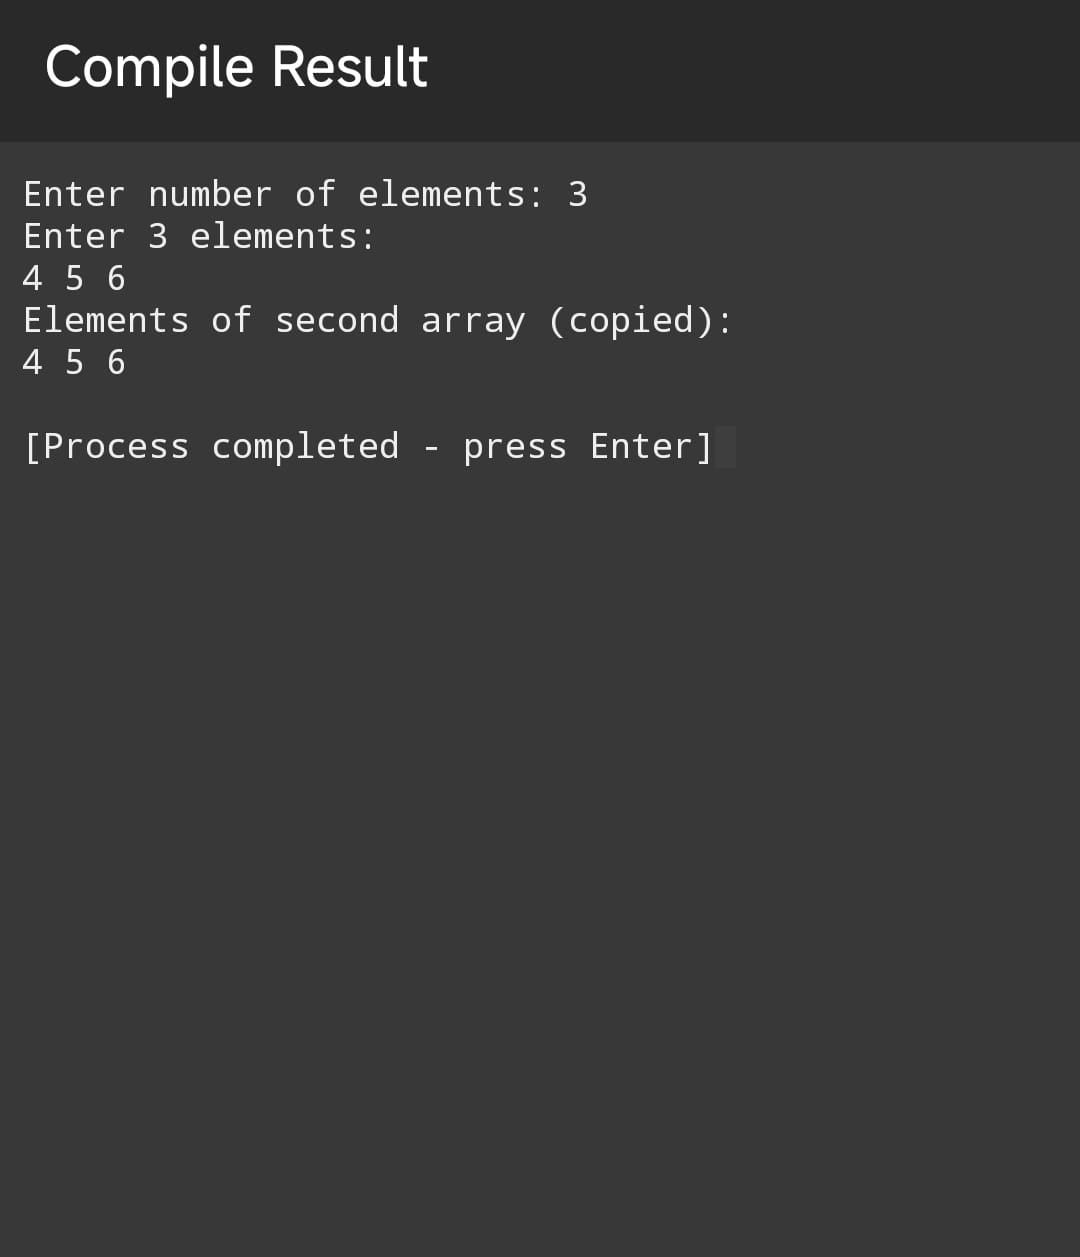 Compile Result
Enter number of elements: 3
Enter 3 elements:
4 5 6
Elements of second array (copied):
4 5 6
[Process completed - press Enter]